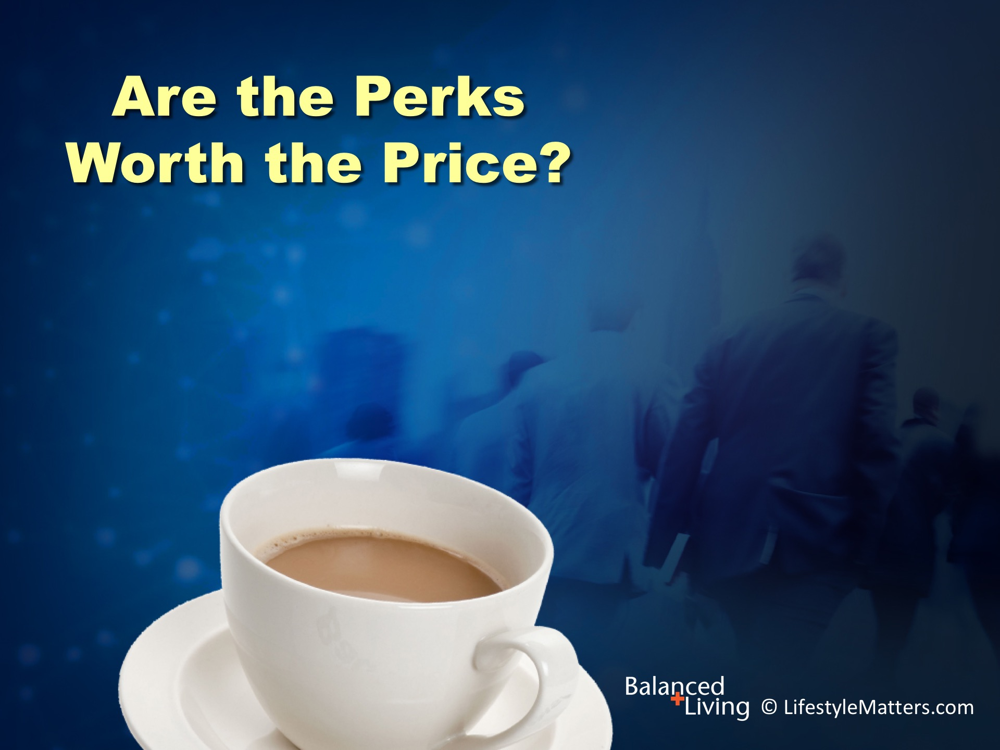 Are the Perks
Worth the Price?
Balanced
Living © LifestyleMatters.com